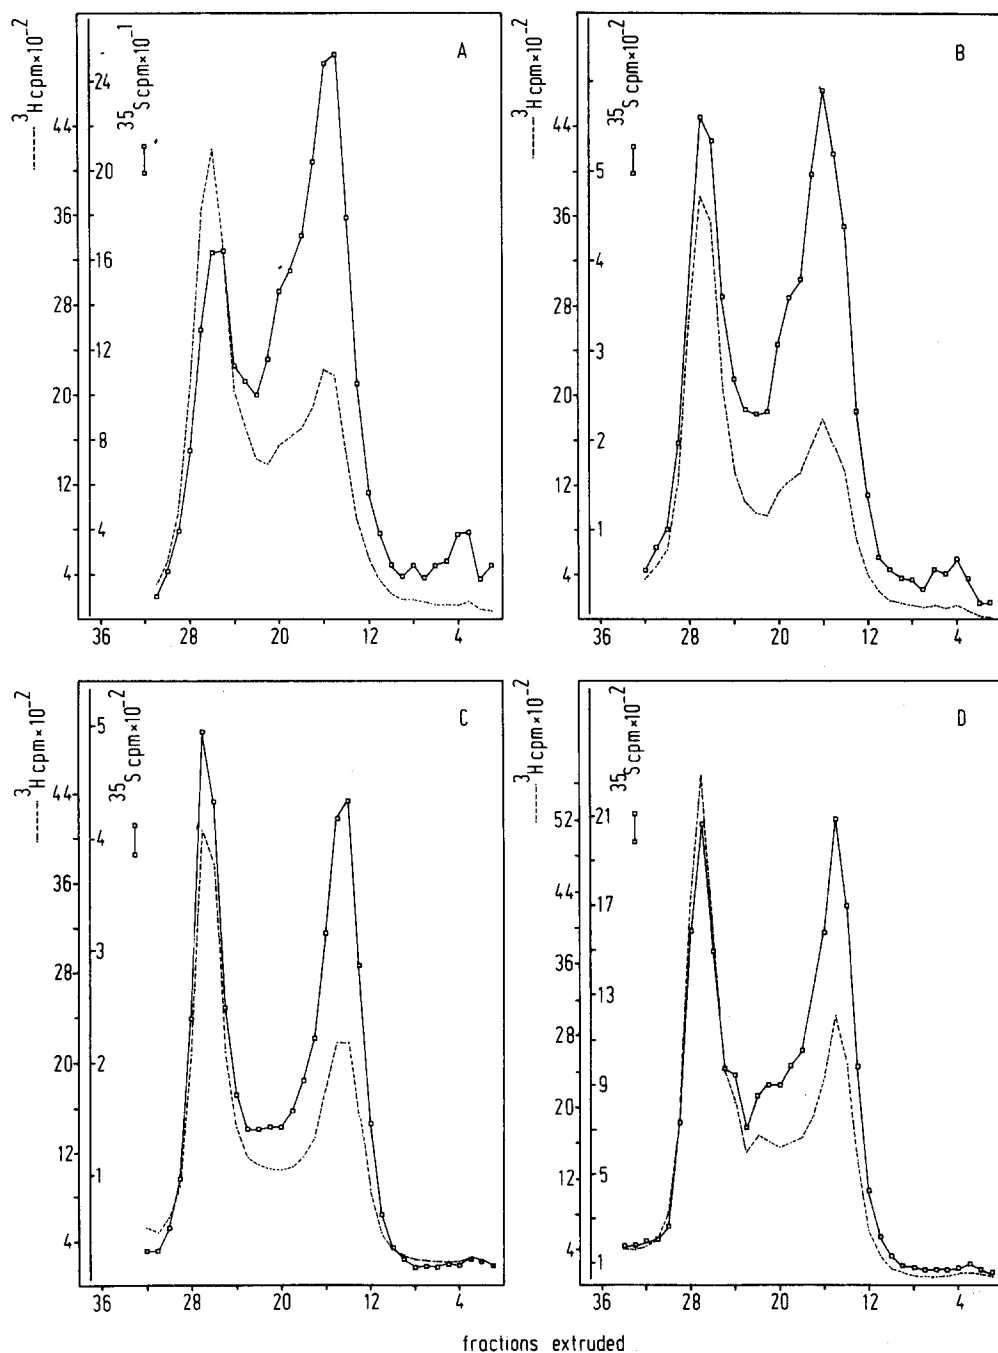 ³H cpm×10⁻²
³⁵S cpm×10⁻¹
A
24
44
20
36
16
28
12
20
8
12
4
4
36 28 20 12 4
³H cpm×10⁻²
³⁵S cpm×10⁻²
B
44
5
36
4
28
3
20
2
12
1
4
36 28 20 12 4
³H cpm×10⁻²
³⁵S cpm×10⁻²
C
5
44
4
36
3
28
20
2
12
1
4
36 28 20 12 4
³H cpm×10⁻²
³⁵S cpm×10⁻²
D
52
21
44
17
36
13
28
9
20
12
5
4
1
36 28 20 12 4
fractions extruded